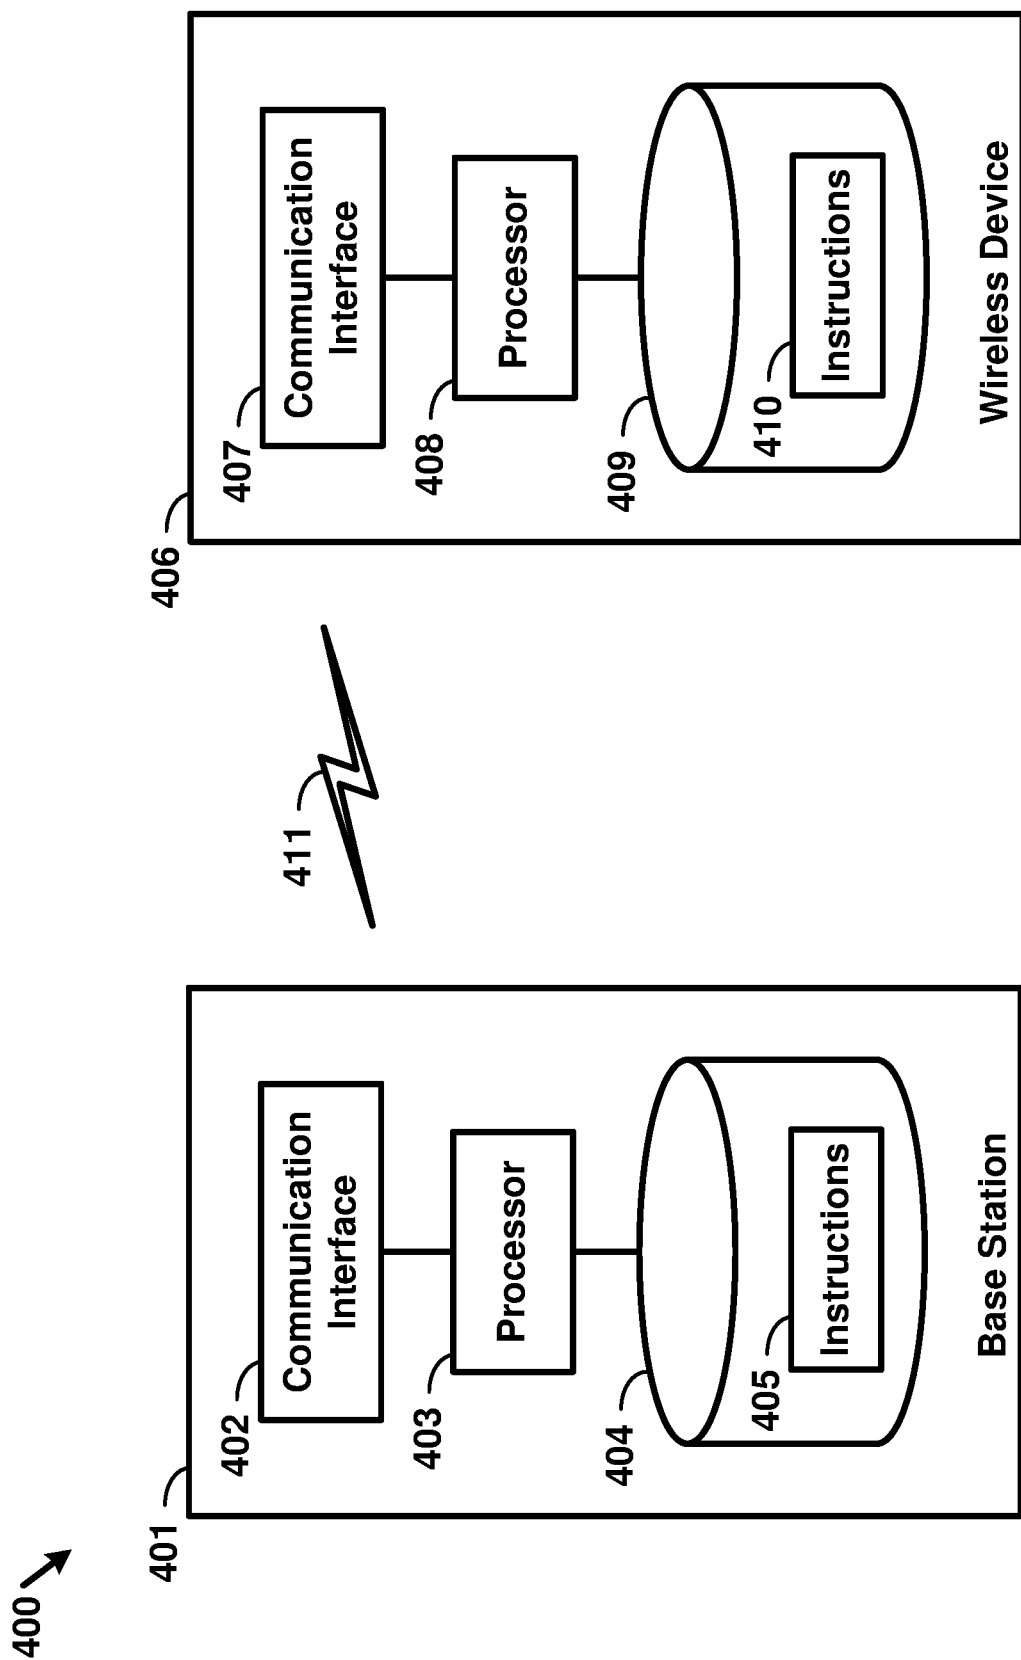 400
401
402
Communication
Interface
403
Processor
404
405
Instructions
Base Station
411
406
407
Communication
Interface
408
Processor
409
410
Instructions
Wireless Device